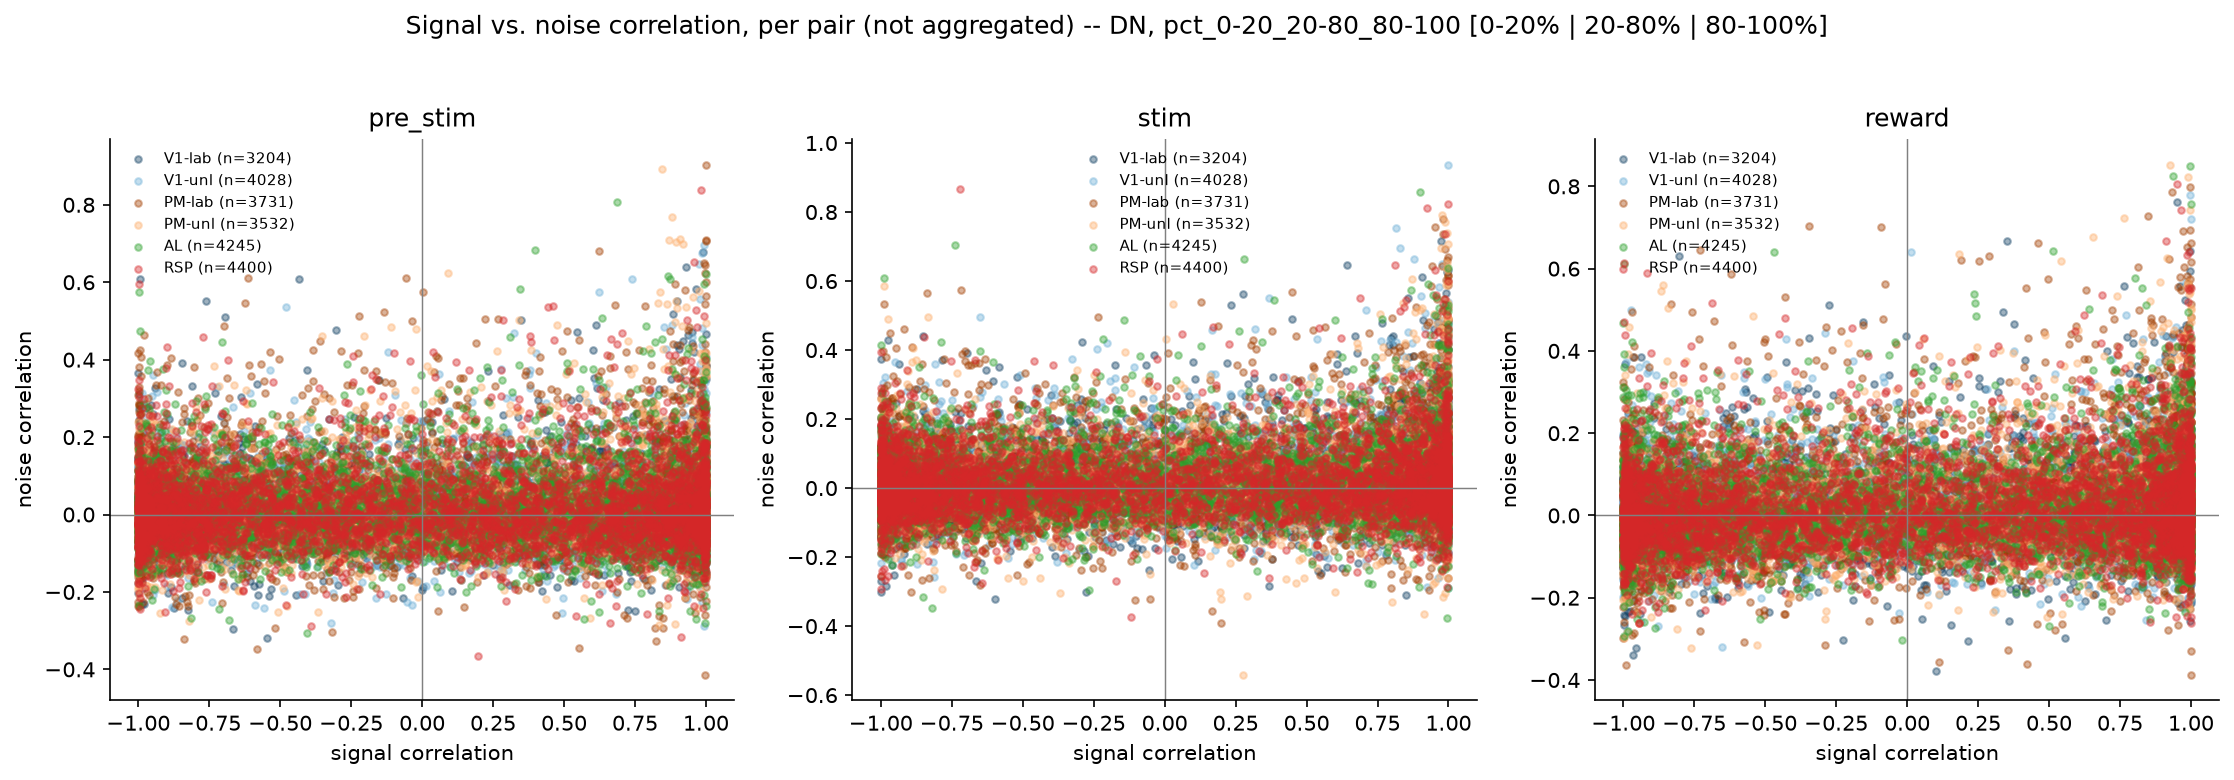 Signal vs. noise correlation, per pair (not aggregated) -- DN, pct_0-20_20-80_80-100 [0-20% | 20-80% | 80-100%]
pre_stim
V1-lab (n=3204)
V1-unl (n=4028)
PM-lab (n=3731)
PM-unl (n=3532)
AL (n=4245)
RSP (n=4400)
0.8
0.6
0.4
0.2
0.0
−0.2
−0.4
noise correlation
−1.00 −0.75 −0.50 −0.25 0.00 0.25 0.50 0.75 1.00
signal correlation
stim
V1-lab (n=3204)
V1-unl (n=4028)
PM-lab (n=3731)
PM-unl (n=3532)
AL (n=4245)
RSP (n=4400)
1.0
0.8
0.6
0.4
0.2
0.0
−0.2
−0.4
−0.6
noise correlation
−1.00 −0.75 −0.50 −0.25 0.00 0.25 0.50 0.75 1.00
signal correlation
reward
V1-lab (n=3204)
V1-unl (n=4028)
PM-lab (n=3731)
PM-unl (n=3532)
AL (n=4245)
RSP (n=4400)
0.8
0.6
0.4
0.2
0.0
−0.2
−0.4
noise correlation
−1.00 −0.75 −0.50 −0.25 0.00 0.25 0.50 0.75 1.00
signal correlation